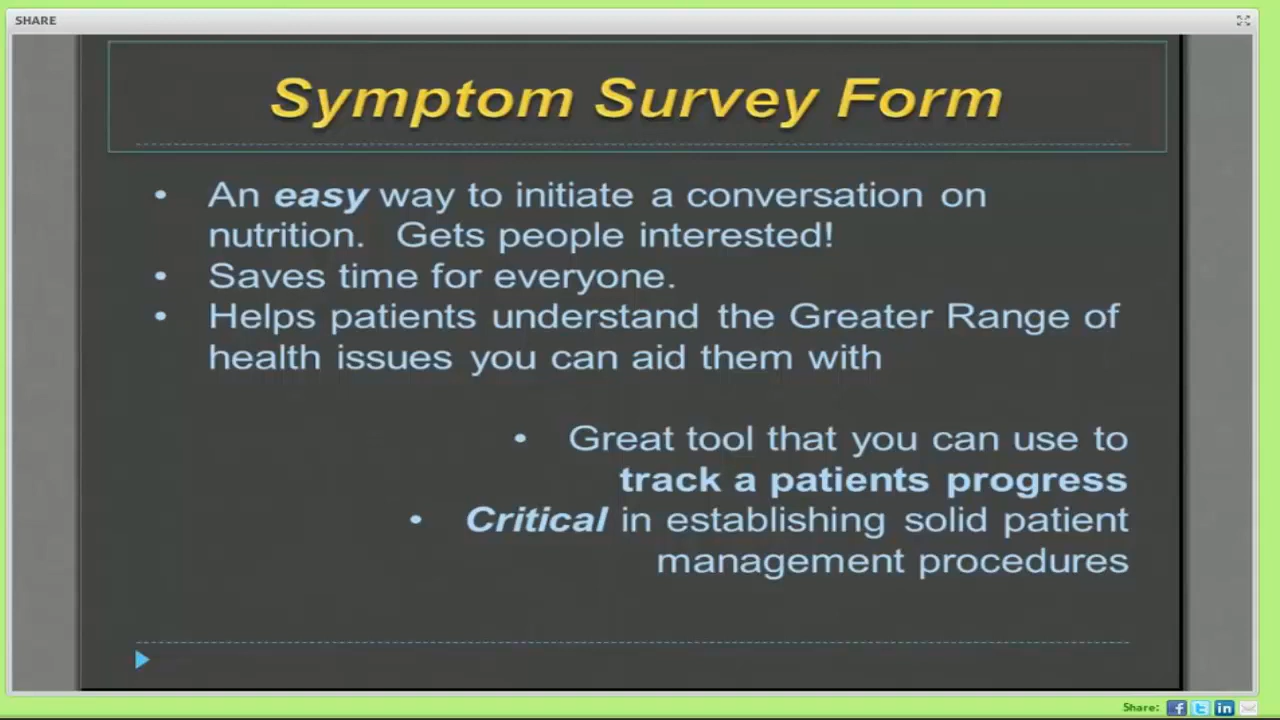 SHARE
Symptom Survey Form
• An easy way to initiate a conversation on
nutrition.  Gets people interested!
• Saves time for everyone.
• Helps patients understand the Greater Range of
health issues you can aid them with
• Great tool that you can use to
track a patients progress
• Critical in establishing solid patient
management procedures
Share: